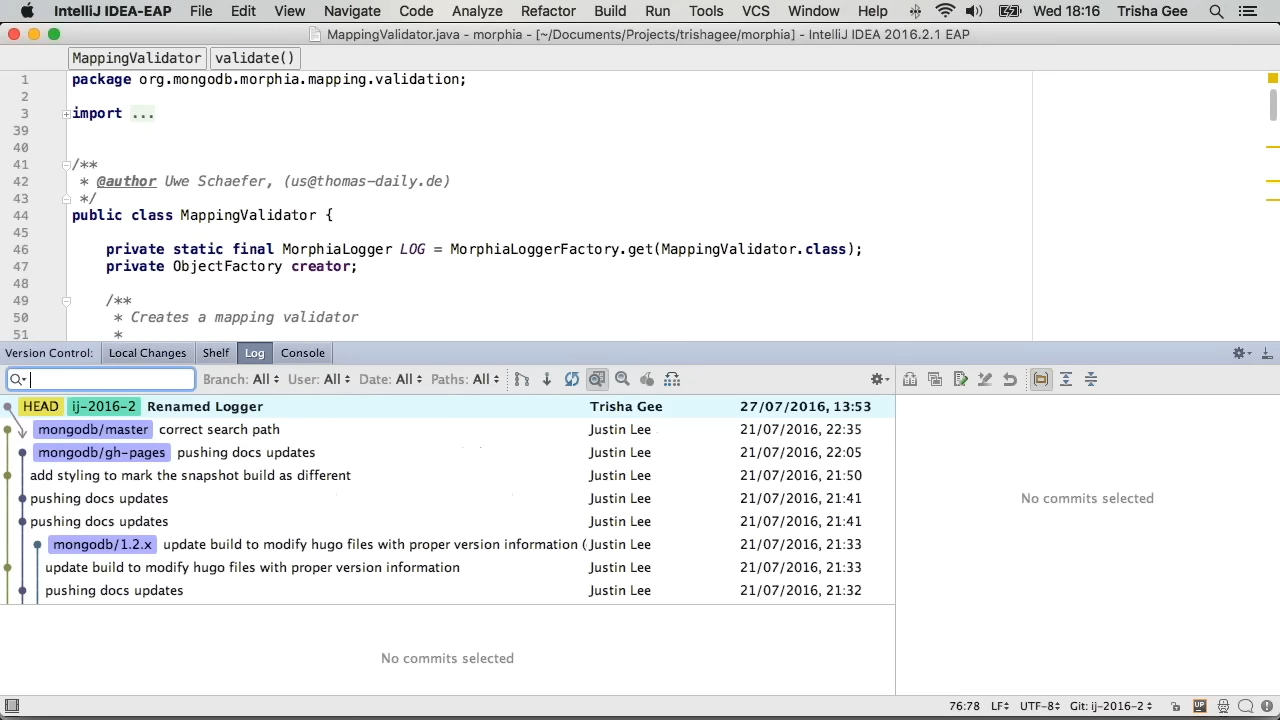 IntelliJ IDEA-EAP File Edit View Navigate Code Analyze Refactor Build Run Tools VCS Window Help Wed 18:16 Trisha Gee
MappingValidator.java - morphia - [~/Documents/Projects/trishagee/morphia] - IntelliJ IDEA 2016.2.1 EAP
MappingValidator validate()
1 package org.mongodb.morphia.mapping.validation;
2
3 import ...
39
40
41 /**
42 * @author Uwe Schaefer, (us@thomas-daily.de)
43 */
44 public class MappingValidator {
45
46 private static final MorphiaLogger LOG = MorphiaLoggerFactory.get(MappingValidator.class);
47 private ObjectFactory creator;
48
49 /**
50 * Creates a mapping validator
51 *
Version Control: Local Changes Shelf Log Console
Branch: All User: All Date: All Paths: All
HEAD ij-2016-2 Renamed Logger Trisha Gee 27/07/2016, 13:53
mongodb/master correct search path Justin Lee 21/07/2016, 22:35
mongodb/gh-pages pushing docs updates Justin Lee 21/07/2016, 22:05
add styling to mark the snapshot build as different Justin Lee 21/07/2016, 21:50
pushing docs updates Justin Lee 21/07/2016, 21:41
pushing docs updates Justin Lee 21/07/2016, 21:41
mongodb/1.2.x update build to modify hugo files with proper version information ( Justin Lee 21/07/2016, 21:33
update build to modify hugo files with proper version information Justin Lee 21/07/2016, 21:33
pushing docs updates Justin Lee 21/07/2016, 21:32
No commits selected
No commits selected
76:78 LF UTF-8 Git: ij-2016-2 UP